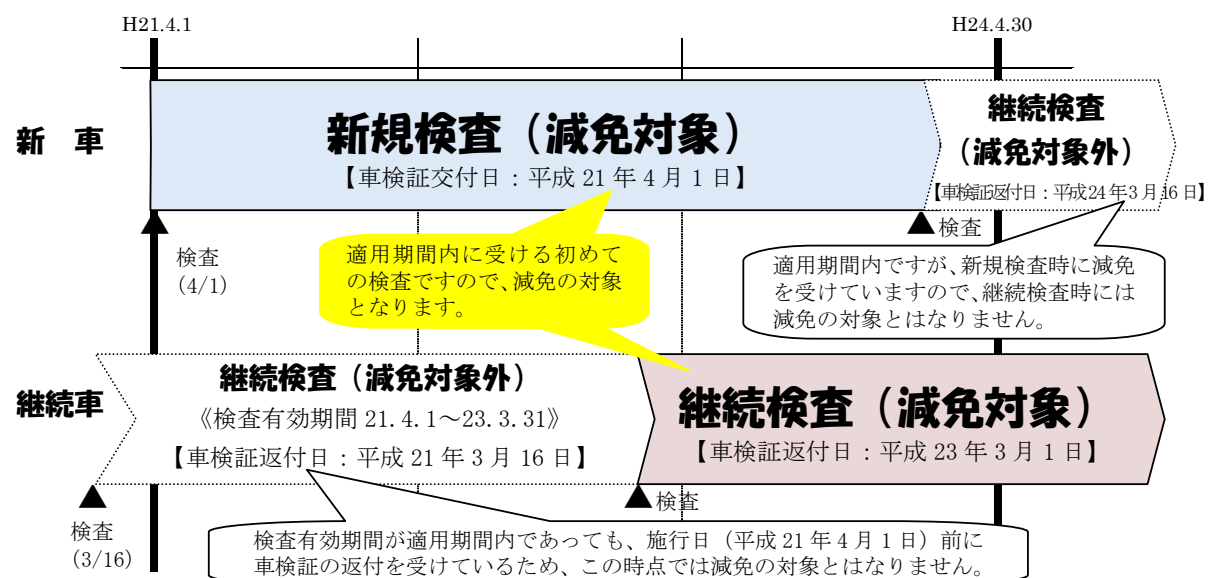 H21.4.1
H24.4.30
新 車
新規検査（減免対象）
【車検証交付日：平成 21 年 4 月 1 日】
継続検査
（減免対象外）
【車検証返付日：平成 24 年 3 月 16 日】
検査
(4/1)
適用期間内に受ける初めて
の検査ですので、減免の対象
となります。
検査
適用期間内ですが、新規検査時に減免
を受けていますので、継続検査時には
減免の対象とはなりません。
継続車
継続検査（減免対象外）
《検査有効期間 21.4.1～23.3.31》
【車検証返付日：平成 21 年 3 月 16 日】
継続検査（減免対象）
【車検証返付日：平成 23 年 3 月 1 日】
検査
(3/16)
検査
検査有効期間が適用期間内であっても、施行日（平成 21 年 4 月 1 日）前に
車検証の返付を受けているため、この時点では減免の対象とはなりません。